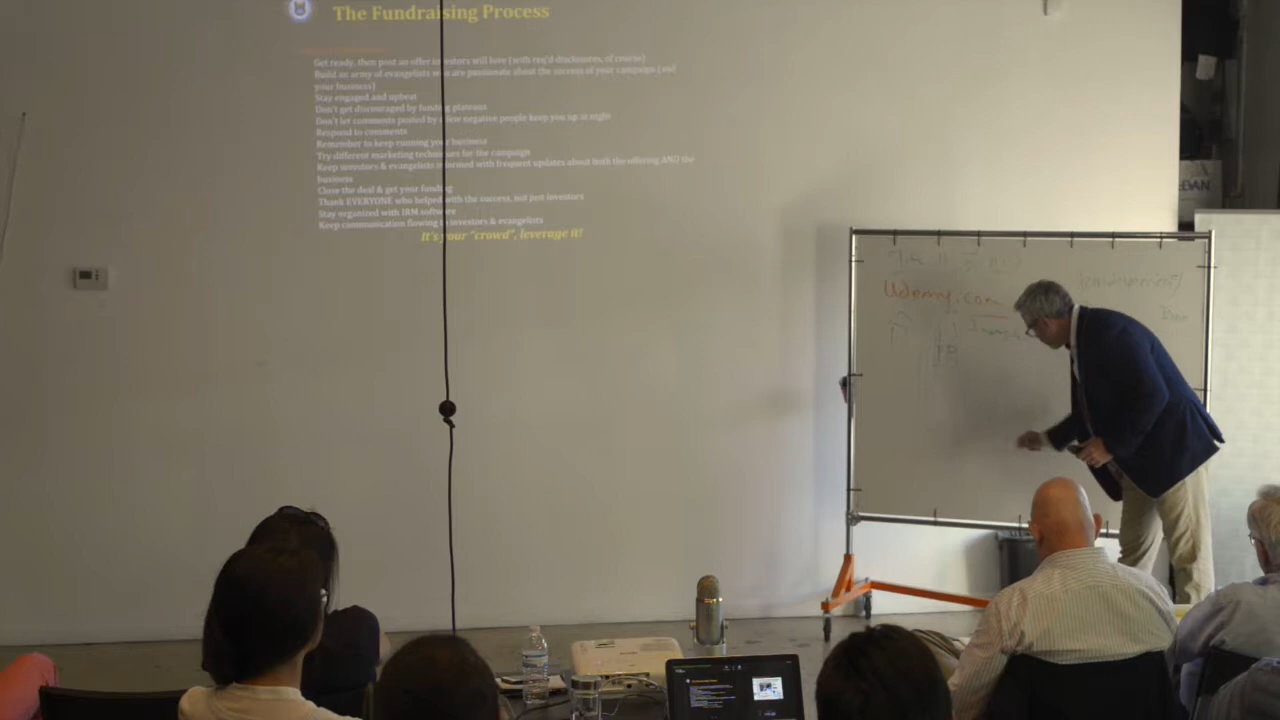 The Fundraising Process
Get ready, then post an offer investors will love (with req'd disclosures, of course)
Build an army of evangelists who are passionate about the success of your campaign (and
your business)
Stay engaged and upbeat
Don't get discouraged by funding plateaus
Don't let comments posted by a few negative people keep you up at night
Respond to comments
Remember to keep running your business
Try different marketing techniques for the campaign
Keep investors & evangelists informed with frequent updates about both the offering AND the
business
Close the deal & get your funding
Thank EVERYONE who helped with the success, not just investors
Stay organized with IRM software
Keep communication flowing to investors & evangelists
It's your "crowd", leverage it!
Udemy.com